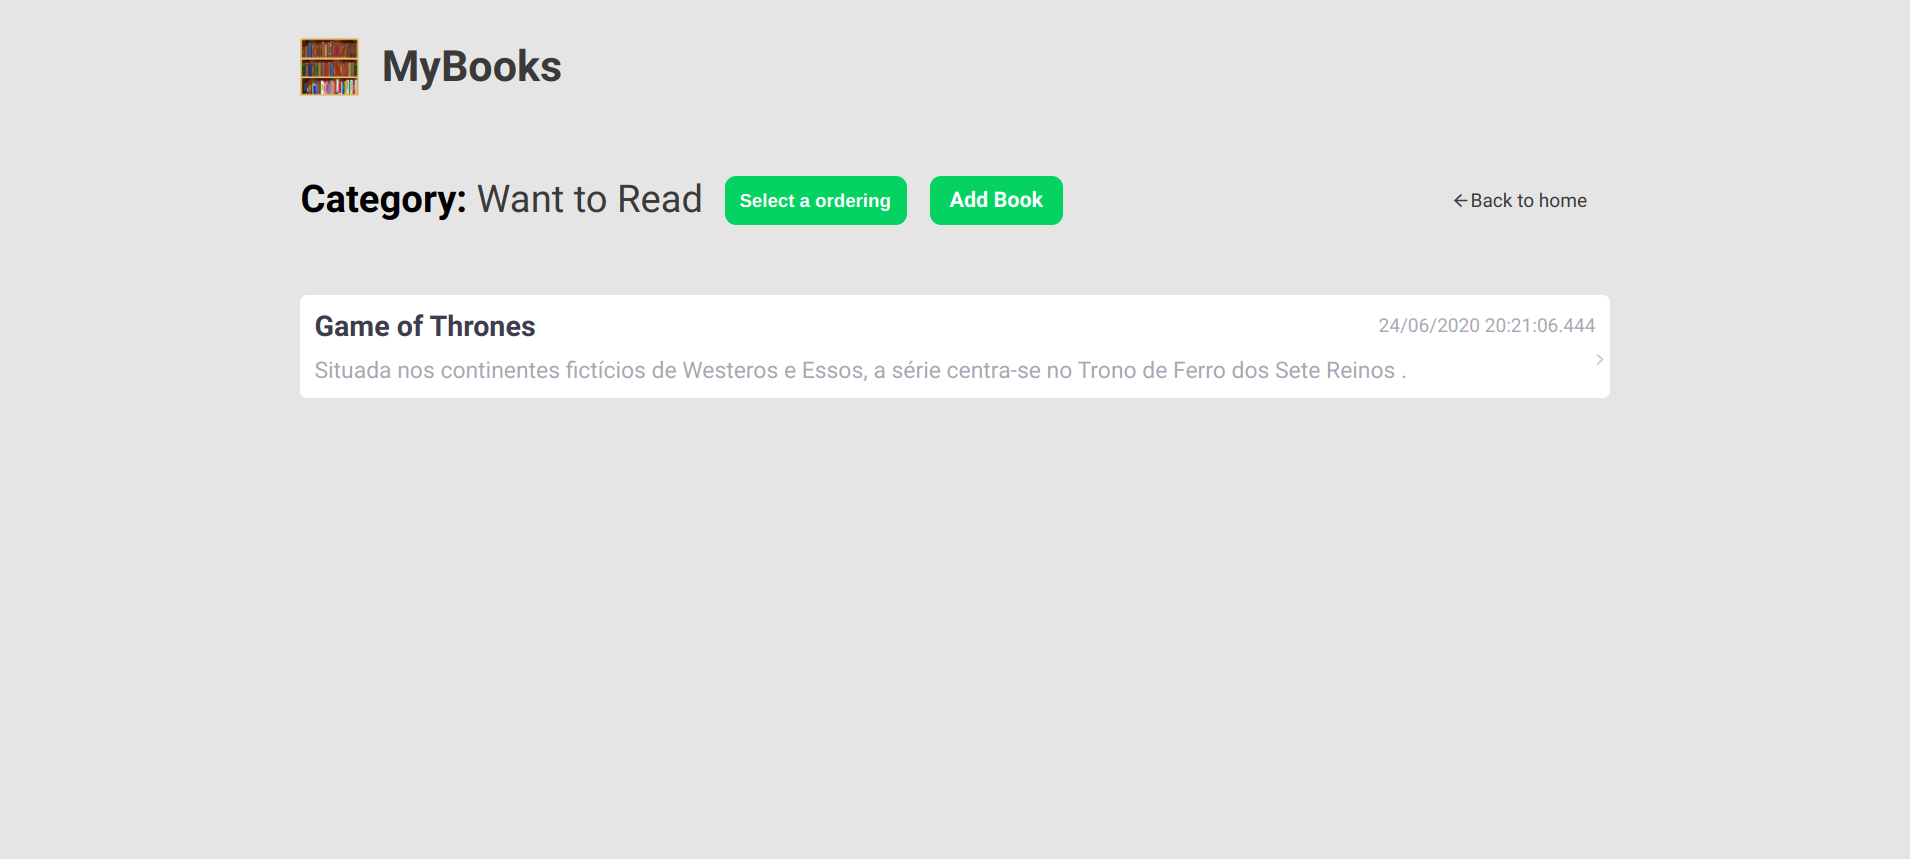 MyBooks
Category: Want to Read
Select a ordering
Add Book
Back to home
Game of Thrones
24/06/2020 20:21:06.444
Situada nos continentes fictícios de Westeros e Essos, a série centra-se no Trono de Ferro dos Sete Reinos .